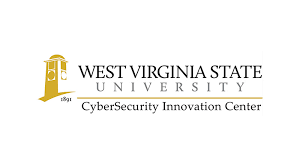 WEST VIRGINIA STATE
UNIVERSITY
1891
CyberSecurity Innovation Center